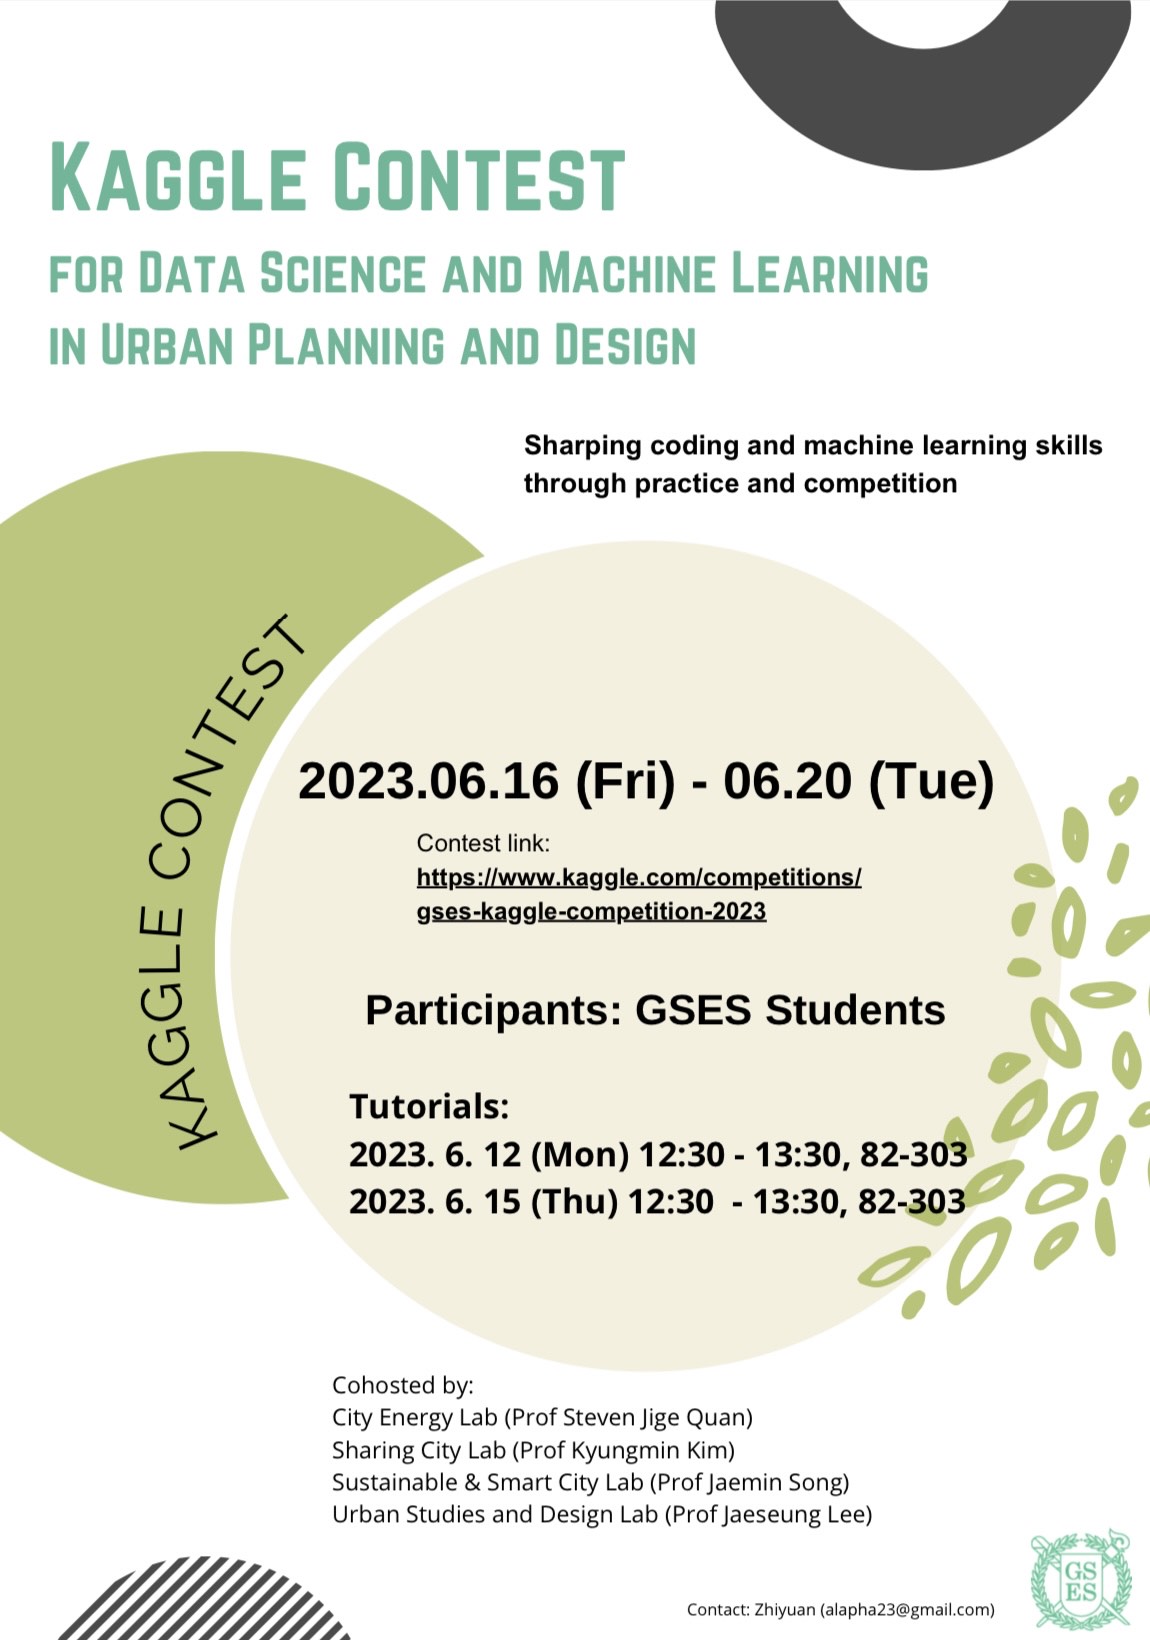 Kaggle Contest
for Data Science and Machine Learning
in Urban Planning and Design
Sharping coding and machine learning skills
through practice and competition
KAGGLE CONTEST
2023.06.16 (Fri) - 06.20 (Tue)
Contest link:
https://www.kaggle.com/competitions/
gses-kaggle-competition-2023
Participants: GSES Students
Tutorials:
2023. 6. 12 (Mon) 12:30 - 13:30, 82-303
2023. 6. 15 (Thu) 12:30  - 13:30, 82-303
Cohosted by:
City Energy Lab (Prof Steven Jige Quan)
Sharing City Lab (Prof Kyungmin Kim)
Sustainable & Smart City Lab (Prof Jaemin Song)
Urban Studies and Design Lab (Prof Jaeseung Lee)
GS
ES
Contact: Zhiyuan (alapha23@gmail.com)